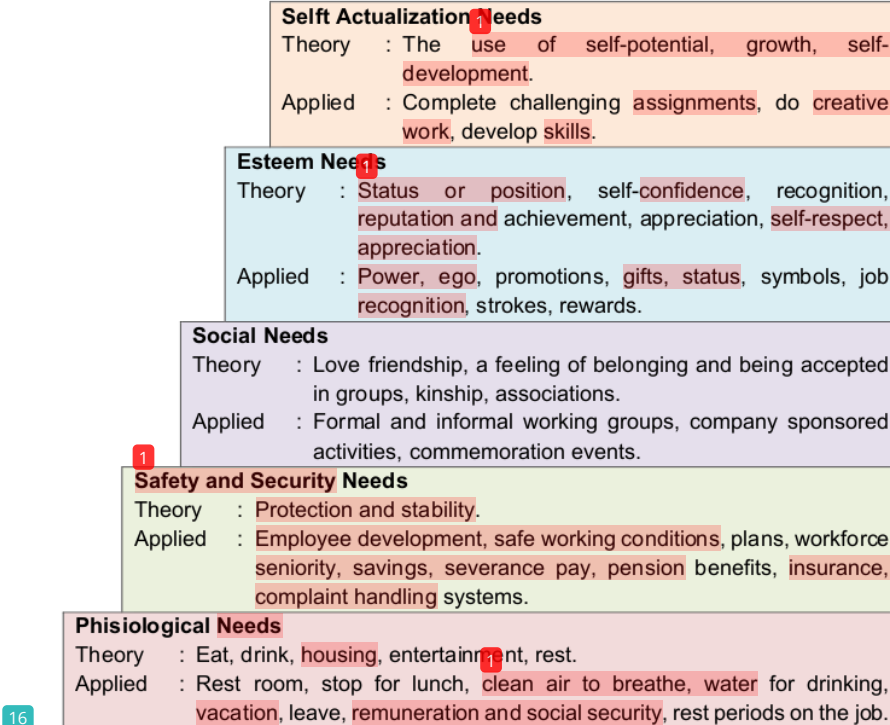 Selft Actualization Needs
1
Theory : The use of self-potential, growth, self-
development.
Applied : Complete challenging assignments, do creative
work, develop skills.
Esteem Needs
1
Theory : Status or position, self-confidence, recognition,
reputation and achievement, appreciation, self-respect,
appreciation.
Applied : Power, ego, promotions, gifts, status, symbols, job
recognition, strokes, rewards.
Social Needs
Theory : Love friendship, a feeling of belonging and being accepted
in groups, kinship, associations.
Applied : Formal and informal working groups, company sponsored
activities, commemoration events.
1
Safety and Security Needs
Theory : Protection and stability.
Applied : Employee development, safe working conditions, plans, workforce
seniority, savings, severance pay, pension benefits, insurance,
complaint handling systems.
Phisiological Needs
Theory : Eat, drink, housing, entertainment, rest.
1
Applied : Rest room, stop for lunch, clean air to breathe, water for drinking,
vacation, leave, remuneration and social security, rest periods on the job.
16